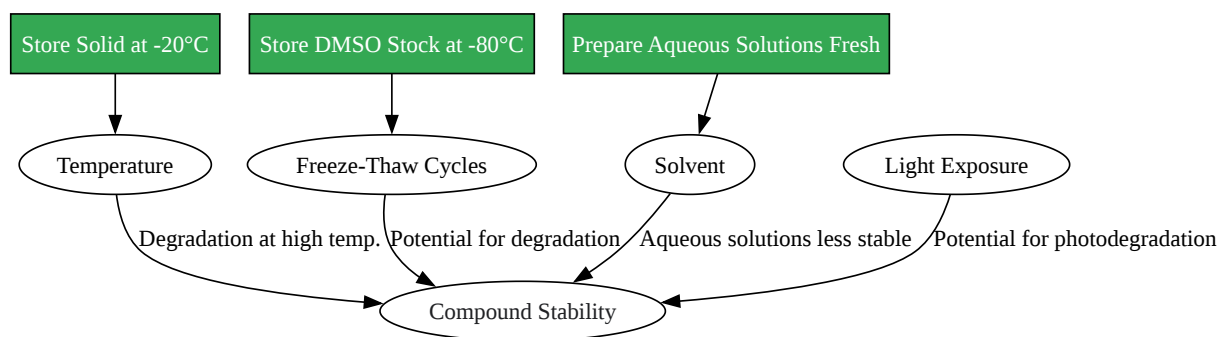 Store Solid at -20°C
Store DMSO Stock at -80°C
Prepare Aqueous Solutions Fresh
Temperature
Freeze-Thaw Cycles
Solvent
Light Exposure
Degradation at high temp.
Potential for degradation
Aqueous solutions less stable
Potential for photodegradation
Compound Stability